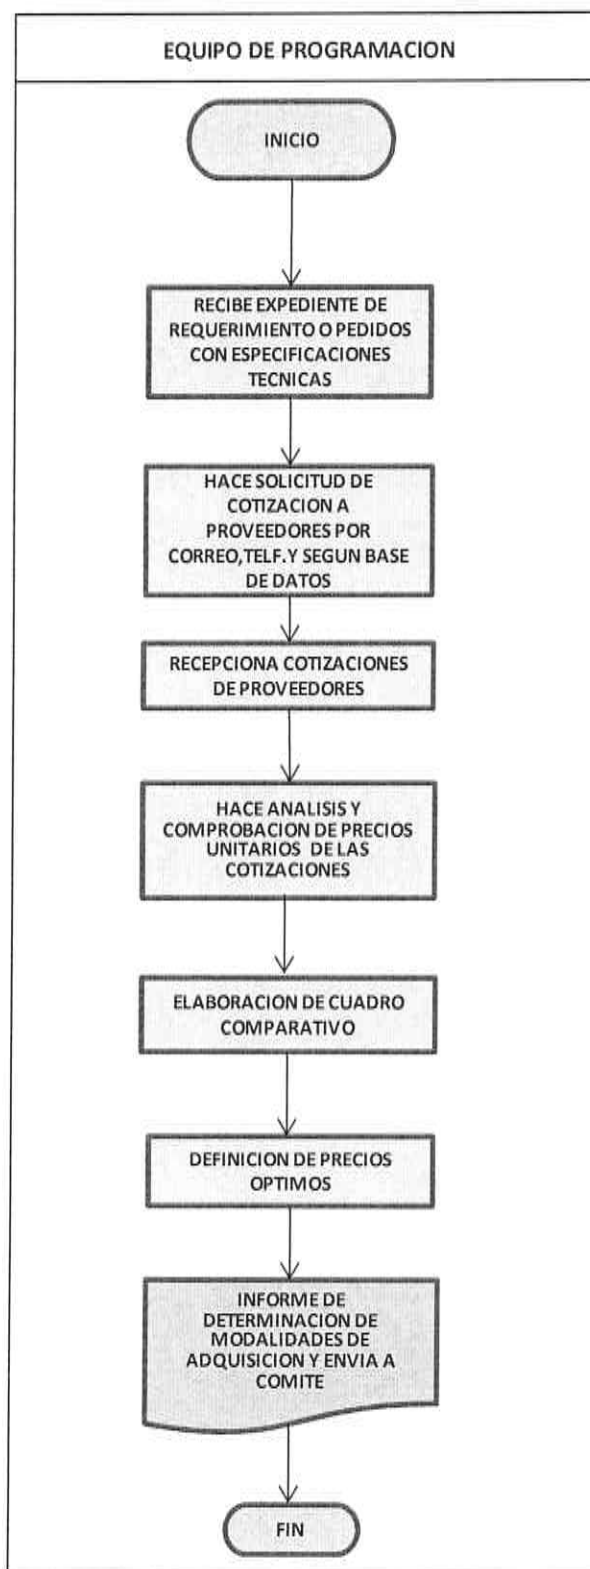 EQUIPO DE PROGRAMACION
INICIO
RECIBE EXPEDIENTE DE
REQUERIMIENTO O PEDIDOS
CON ESPECIFICACIONES
TECNICAS
HACE SOLICITUD DE
COTIZACION A
PROVEEDORES POR
CORREO,TELF.Y SEGUN BASE
DE DATOS
RECEPCIONA COTIZACIONES
DE PROVEEDORES
HACE ANALISIS Y
COMPROBACION DE PRECIOS
UNITARIOS DE LAS
COTIZACIONES
ELABORACION DE CUADRO
COMPARATIVO
DEFINICION DE PRECIOS
OPTIMOS
INFORME DE
DETERMINACION DE
MODALIDADES DE
ADQUISICION Y ENVIA A
COMITE
FIN